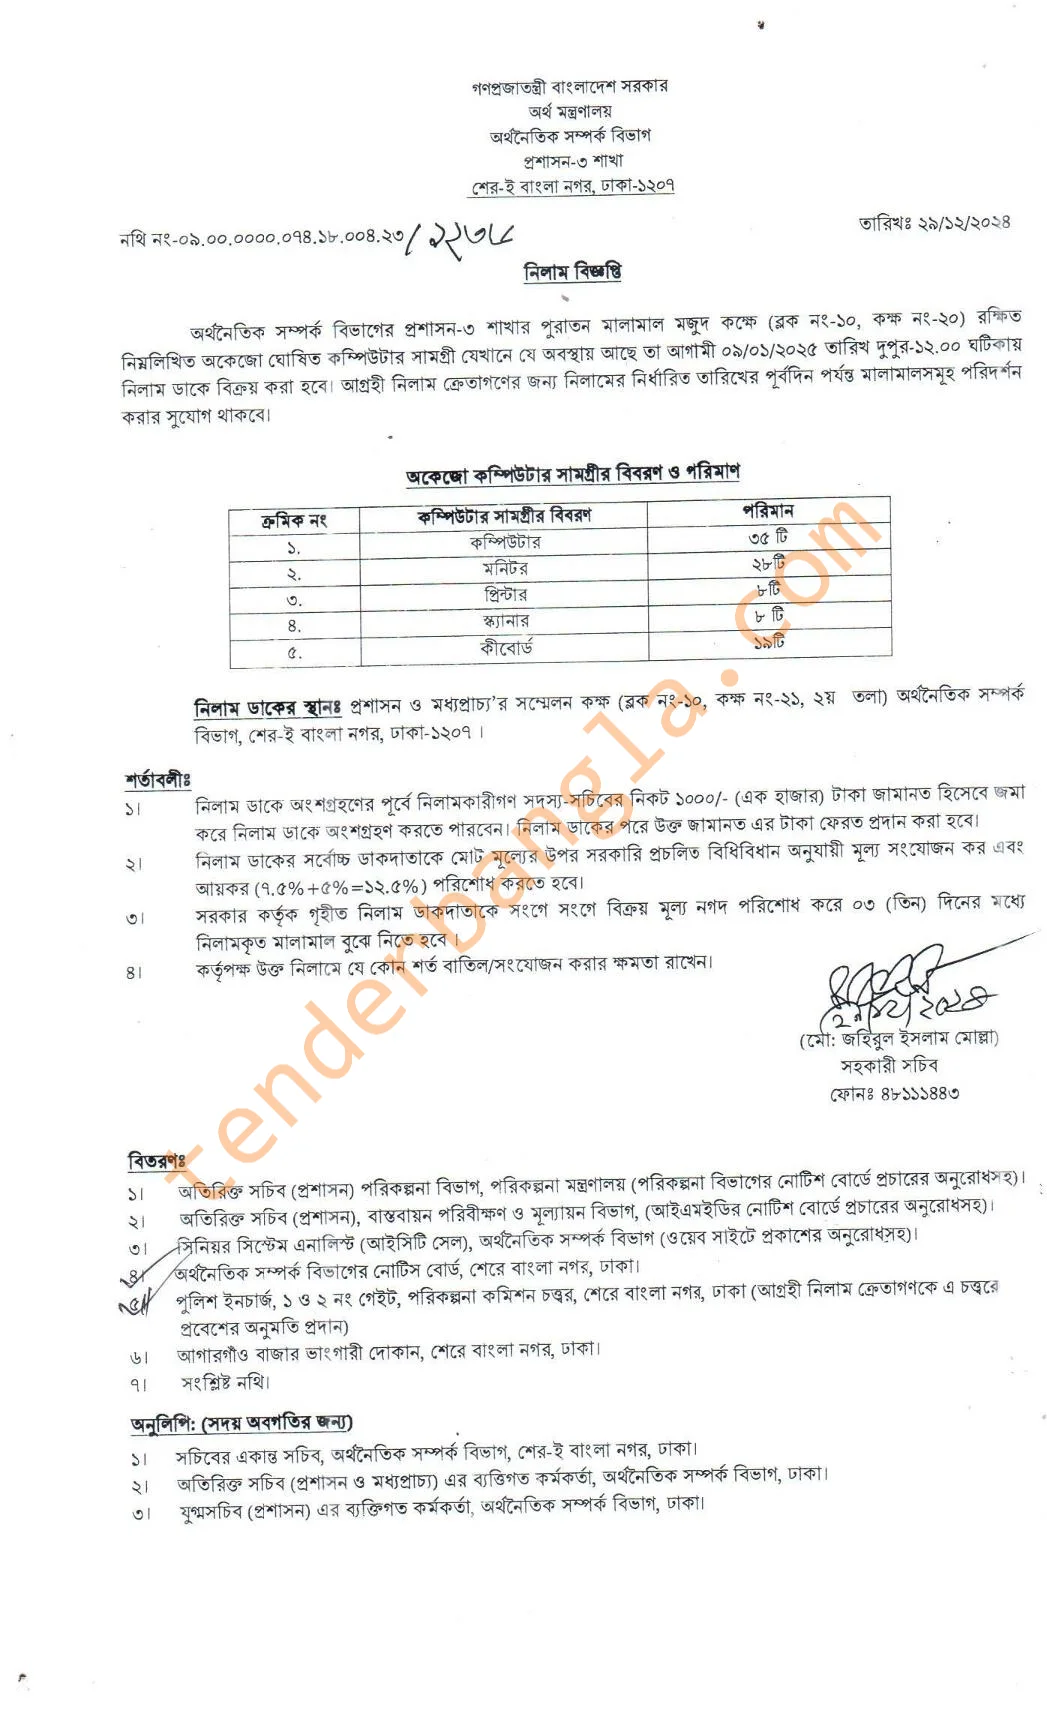 গণপ্রজাতন্ত্রী বাংলাদেশ সরকার
অর্থ মন্ত্রণালয়
অর্থনৈতিক সম্পর্ক বিভাগ
প্রশাসন-৩ শাখা
শের-ই বাংলা নগর, ঢাকা-১২০৭
নথি নং-০৯.০০.০০০০.০৭৪.১৮.০০৪.২৩/২২৩৮
তারিখঃ ২৯/১২/২০২৪
নিলাম বিজ্ঞপ্তি
অর্থনৈতিক সম্পর্ক বিভাগের প্রশাসন-৩ শাখার পুরাতন মালামাল মজুদ কক্ষে (ব্লক নং-১০, কক্ষ নং-২০) রক্ষিত
নিম্নলিখিত অকেজো ঘোষিত কম্পিউটার সামগ্রী যেখানে যে অবস্থায় আছে তা আগামী ০৯/০১/২০২৫ তারিখ দুপুর-১২.০০ ঘটিকায়
নিলাম ডাকে বিক্রয় করা হবে। আগ্রহী নিলাম ক্রেতাগণের জন্য নিলামের নির্ধারিত তারিখের পূর্বদিন পর্যন্ত মালামালসমূহ পরিদর্শন
করার সুযোগ থাকবে।
অকেজো কম্পিউটার সামগ্রীর বিবরণ ও পরিমাণ
ক্রমিক নং কম্পিউটার সামগ্রীর বিবরণ পরিমান
১. কম্পিউটার ৩৫ টি
২. মনিটর ২৮টি
৩. প্রিন্টার ৮টি
৪. স্ক্যানার ৮ টি
৫. কীবোর্ড ১৯টি
নিলাম ডাকের স্থানঃ প্রশাসন ও মধ্যপ্রাচ্য'র সম্মেলন কক্ষ (ব্লক নং-১০, কক্ষ নং-২১, ২য় তলা) অর্থনৈতিক সম্পর্ক
বিভাগ, শের-ই বাংলা নগর, ঢাকা-১২০৭ ।
শর্তাবলীঃ
১। নিলাম ডাকে অংশগ্রহণের পূর্বে নিলামকারীগণ সদস্য-সচিবের নিকট ১০০০/- (এক হাজার) টাকা জামানত হিসেবে জমা
করে নিলাম ডাকে অংশগ্রহণ করতে পারবেন। নিলাম ডাকের পরে উক্ত জামানত এর টাকা ফেরত প্রদান করা হবে।
২। নিলাম ডাকের সর্বোচ্চ ডাকদাতাকে মোট মূল্যের উপর সরকারি প্রচলিত বিধিবিধান অনুযায়ী মূল্য সংযোজন কর এবং
আয়কর (৭.৫%+৫%=১২.৫%) পরিশোধ করতে হবে।
৩। সরকার কর্তৃক গৃহীত নিলাম ডাকদাতাকে সংগে সংগে বিক্রয় মূল্য নগদ পরিশোধ করে ০৩ (তিন) দিনের মধ্যে
নিলামকৃত মালামাল বুঝে নিতে হবে ।
৪। কর্তৃপক্ষ উক্ত নিলামে যে কোন শর্ত বাতিল/সংযোজন করার ক্ষমতা রাখেন।
২৯/১২/২০২৪
(মো: জহিরুল ইসলাম মোল্লা)
সহকারী সচিব
ফোনঃ ৪৮১১১৪৪৩
বিতরণঃ
১। অতিরিক্ত সচিব (প্রশাসন) পরিকল্পনা বিভাগ, পরিকল্পনা মন্ত্রণালয় (পরিকল্পনা বিভাগের নোটিশ বোর্ডে প্রচারের অনুরোধসহ)।
২। অতিরিক্ত সচিব (প্রশাসন), বাস্তবায়ন পরিবীক্ষণ ও মূল্যায়ন বিভাগ, (আইএমইডির নোটিশ বোর্ডে প্রচারের অনুরোধসহ)।
৩। সিনিয়র সিস্টেম এনালিস্ট (আইসিটি সেল), অর্থনৈতিক সম্পর্ক বিভাগ (ওয়েব সাইটে প্রকাশের অনুরোধসহ)।
৪। অর্থনৈতিক সম্পর্ক বিভাগের নোটিস বোর্ড, শেরে বাংলা নগর, ঢাকা।
৫। পুলিশ ইনচার্জ, ১ ও ২ নং গেইট, পরিকল্পনা কমিশন চত্তর, শেরে বাংলা নগর, ঢাকা (আগ্রহী নিলাম ক্রেতাগণকে এ চত্তরে
প্রবেশের অনুমতি প্রদান)
৬। আগারগাঁও বাজার ভাংগারী দোকান, শেরে বাংলা নগর, ঢাকা।
৭। সংশ্লিষ্ট নথি।
অনুলিপি: (সদয় অবগতির জন্য)
১। সচিবের একান্ত সচিব, অর্থনৈতিক সম্পর্ক বিভাগ, শের-ই বাংলা নগর, ঢাকা।
২। অতিরিক্ত সচিব (প্রশাসন ও মধ্যপ্রাচ্য) এর ব্যক্তিগত কর্মকর্তা, অর্থনৈতিক সম্পর্ক বিভাগ, ঢাকা।
৩। যুগ্মসচিব (প্রশাসন) এর ব্যক্তিগত কর্মকর্তা, অর্থনৈতিক সম্পর্ক বিভাগ, ঢাকা।
tenderbangla.com